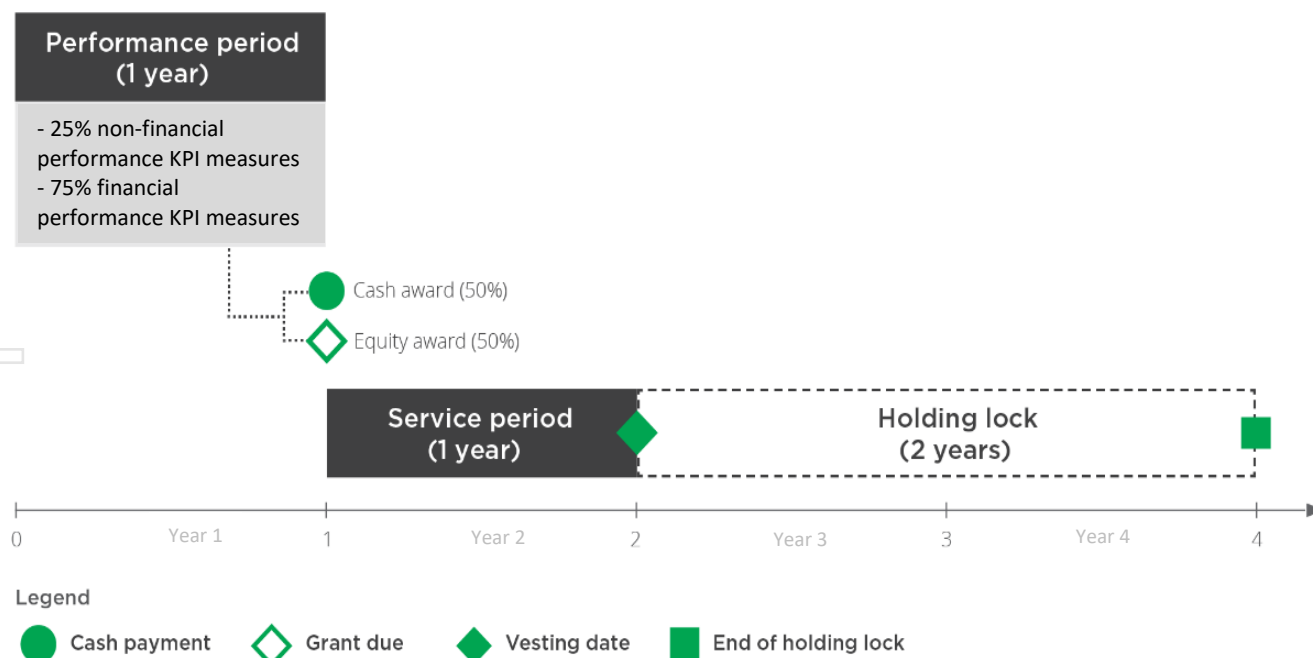 Performance period
(1 year)
- 25% non-financial
performance KPI measures
- 75% financial
performance KPI measures
Cash award (50%)
Equity award (50%)
Service period
(1 year)
Holding lock
(2 years)
0 Year 1 1 Year 2 2 Year 3 3 Year 4 4
Legend
Cash payment Grant due Vesting date End of holding lock